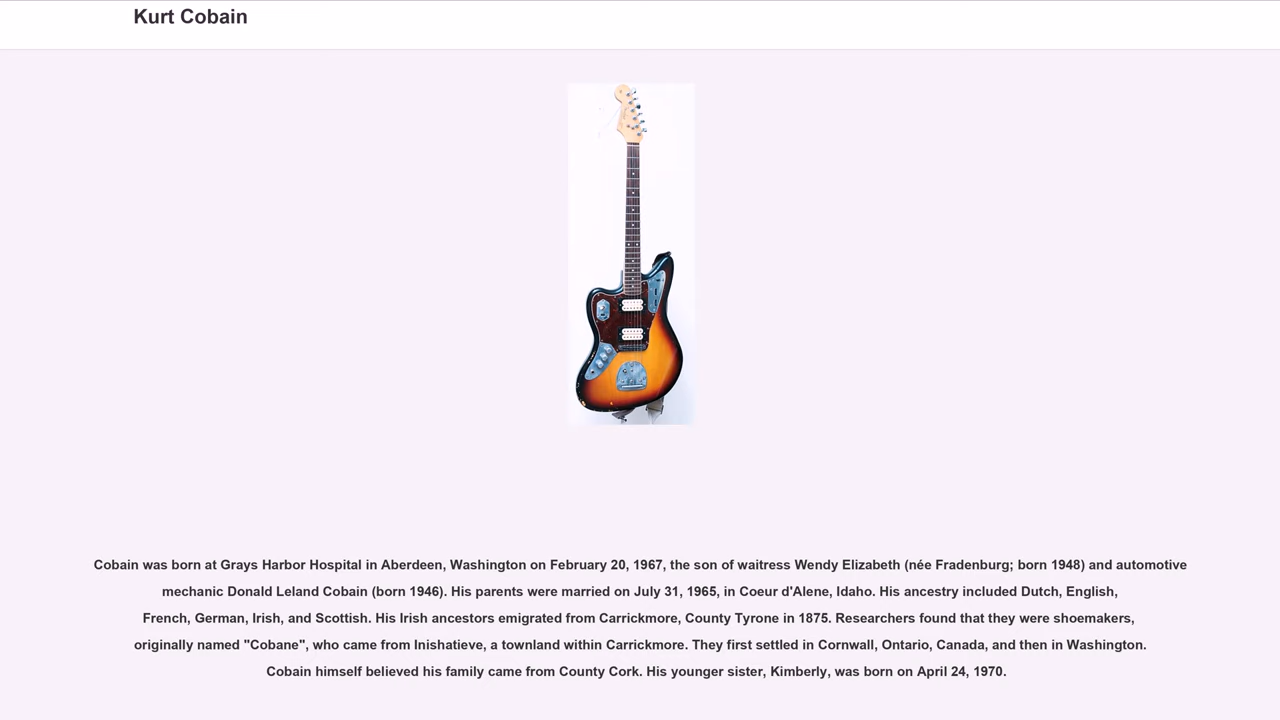 Kurt Cobain
Cobain was born at Grays Harbor Hospital in Aberdeen, Washington on February 20, 1967, the son of waitress Wendy Elizabeth (née Fradenburg; born 1948) and automotive
mechanic Donald Leland Cobain (born 1946). His parents were married on July 31, 1965, in Coeur d'Alene, Idaho. His ancestry included Dutch, English,
French, German, Irish, and Scottish. His Irish ancestors emigrated from Carrickmore, County Tyrone in 1875. Researchers found that they were shoemakers,
originally named "Cobane", who came from Inishatieve, a townland within Carrickmore. They first settled in Cornwall, Ontario, Canada, and then in Washington.
Cobain himself believed his family came from County Cork. His younger sister, Kimberly, was born on April 24, 1970.